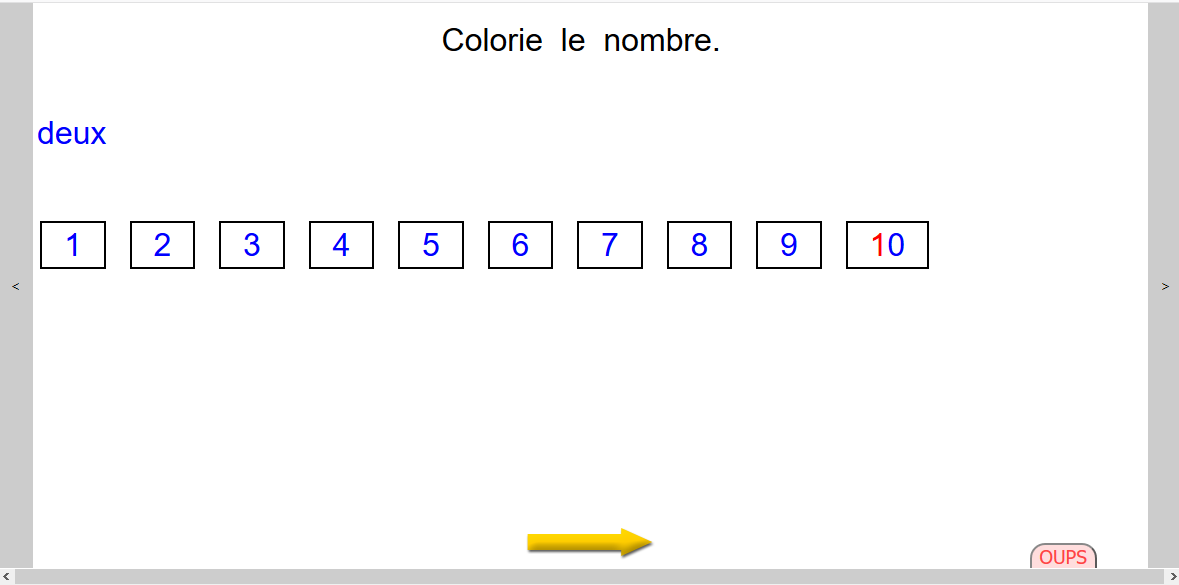 Colorie le nombre.
deux
1 2 3 4 5 6 7 8 9 10
< >
OUPS